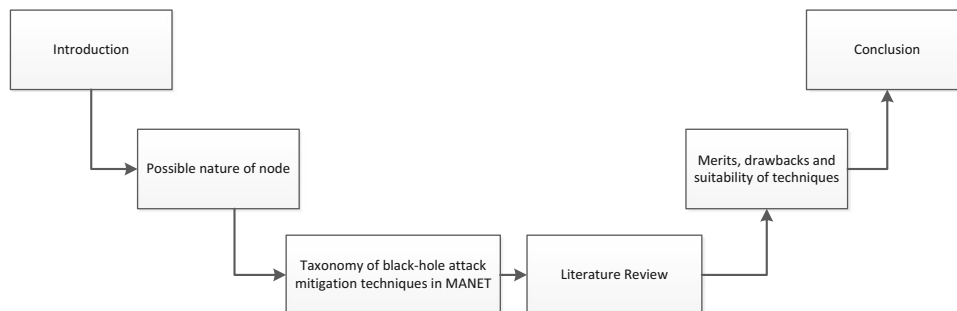 Introduction
Possible nature of node
Taxonomy of black-hole attack
mitigation techniques in MANET
Literature Review
Merits, drawbacks and
suitability of techniques
Conclusion